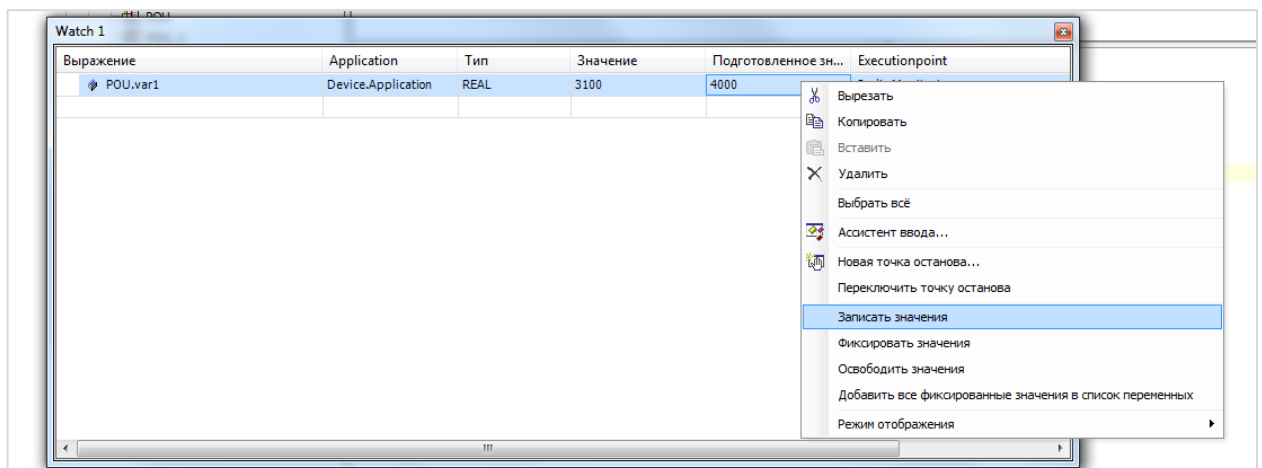 POU
Watch 1
Выражение Application Тип Значение Подготовленное зн... Executionpoint
POU.var1 Device.Application REAL 3100 4000
Вырезать
Копировать
Вставить
Удалить
Выбрать всё
Ассистент ввода...
Новая точка останова...
Переключить точку останова
Записать значения
Фиксировать значения
Освободить значения
Добавить все фиксированные значения в список переменных
Режим отображения